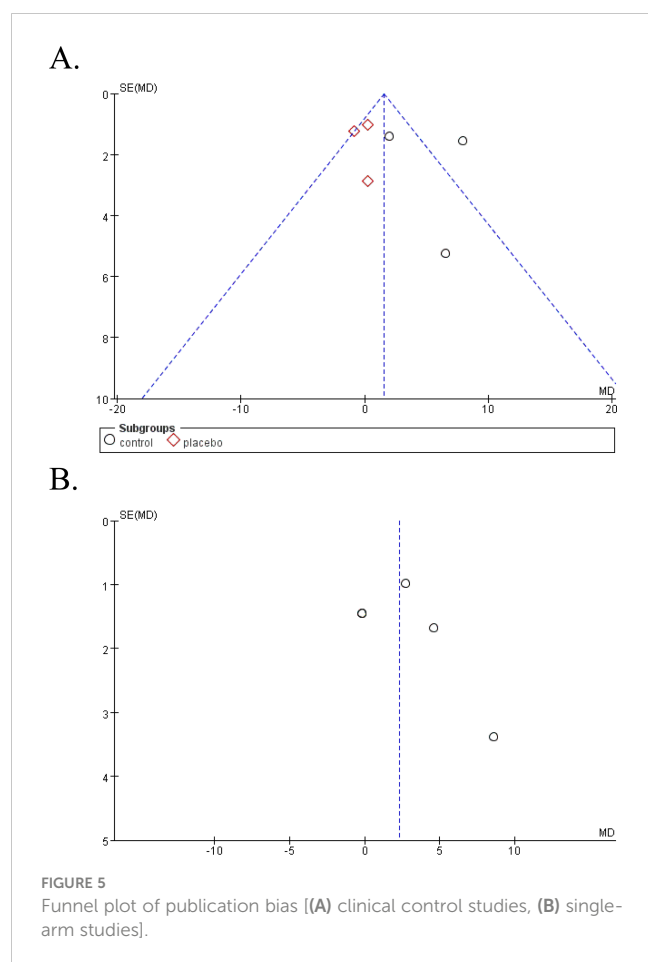 A.
SE(MD)
0
2
4
6
8
10
MD
-20 -10 0 10 20
Subgroups
control placebo
B.
SE(MD)
0
1
2
3
4
5
MD
-10 -5 0 5 10
FIGURE 5
Funnel plot of publication bias [(A) clinical control studies, (B) single-
arm studies].